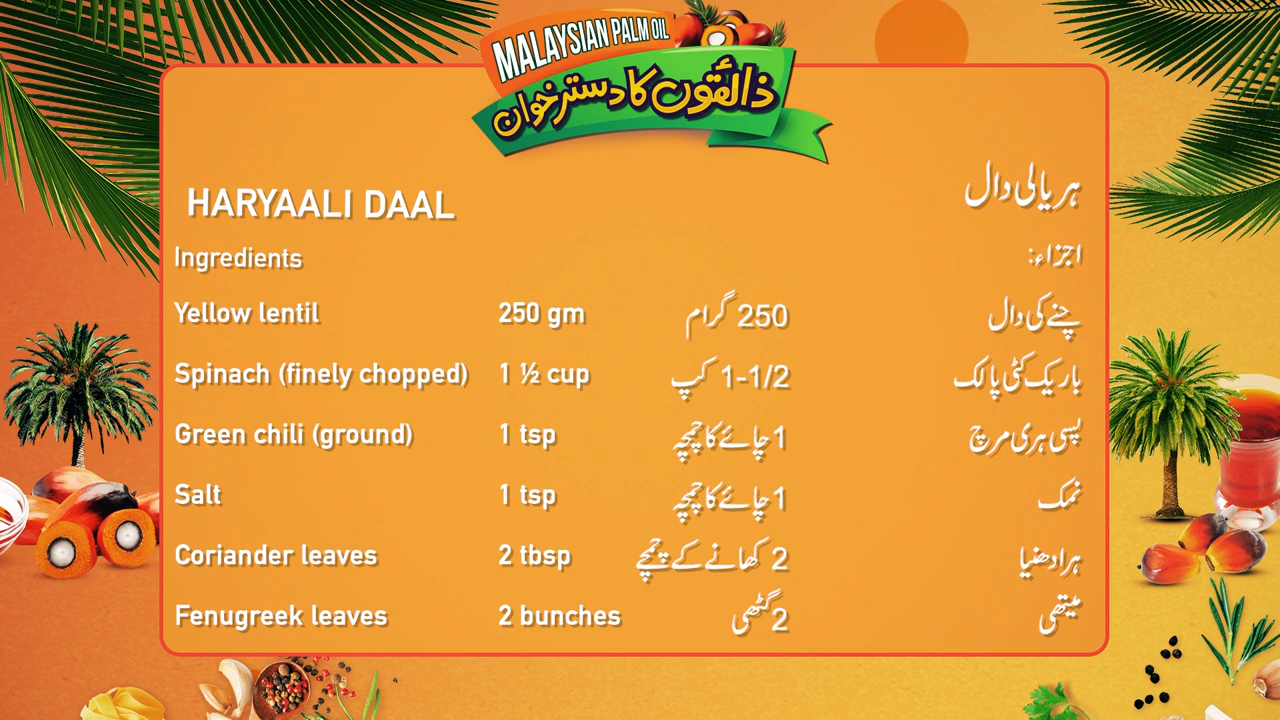 MALAYSIAN PALM OIL
ذائقوں کا دسترخوان
HARYAALI DAAL ہریالی دال
Ingredients اجزاء:
Yellow lentil 250 gm 250 گرام چنے کی دال
Spinach (finely chopped) 1 ½ cup 1-1/2 کپ باریک کٹی پالک
Green chili (ground) 1 tsp 1 چائے کا چمچہ پسی ہری مرچ
Salt 1 tsp 1 چائے کا چمچہ نمک
Coriander leaves 2 tbsp 2 کھانے کے چمچے ہرا دھنیا
Fenugreek leaves 2 bunches 2 گٹھی میتھی